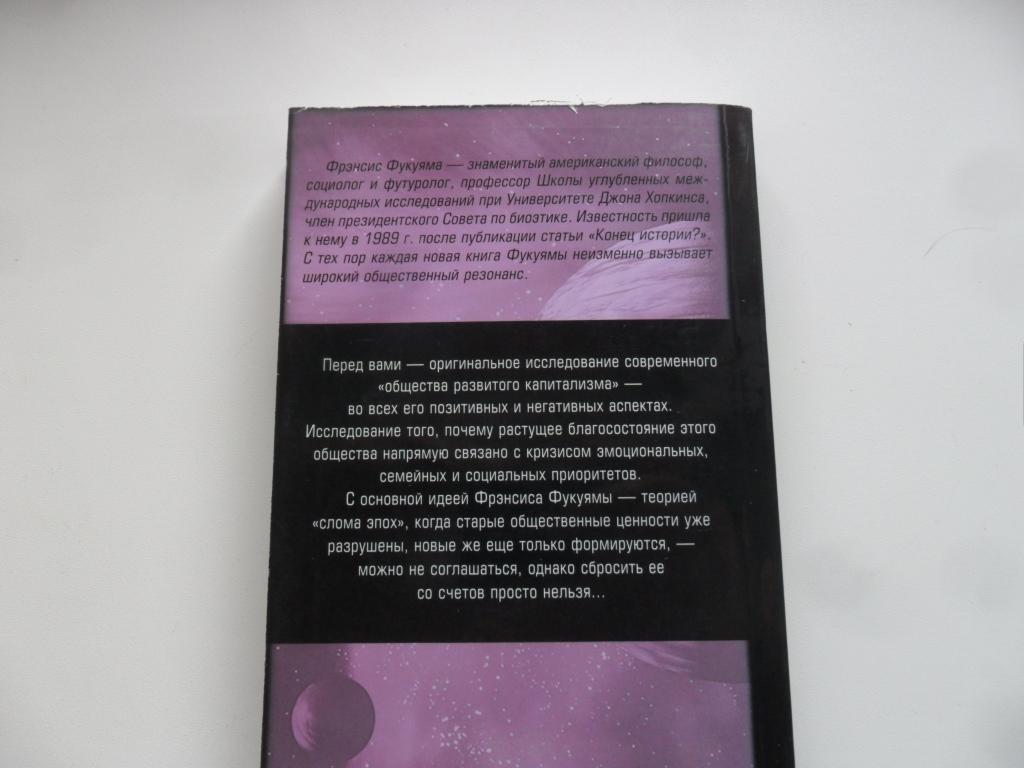 Фрэнсис Фукуяма — знаменитый американский философ,
социолог и футуролог, профессор Школы углубленных меж-
дународных исследований при Университете Джона Хопкинса,
член президентского Совета по биоэтике. Известность пришла
к нему в 1989 г. после публикации статьи «Конец истории?».
С тех пор каждая новая книга Фукуямы неизменно вызывает
широкий общественный резонанс.
Перед вами — оригинальное исследование современного
«общества развитого капитализма» —
во всех его позитивных и негативных аспектах.
Исследование того, почему растущее благосостояние этого
общества напрямую связано с кризисом эмоциональных,
семейных и социальных приоритетов.
С основной идеей Фрэнсиса Фукуямы — теорией
«слома эпох», когда старые общественные ценности уже
разрушены, новые же еще только формируются, —
можно не соглашаться, однако сбросить ее
со счетов просто нельзя...